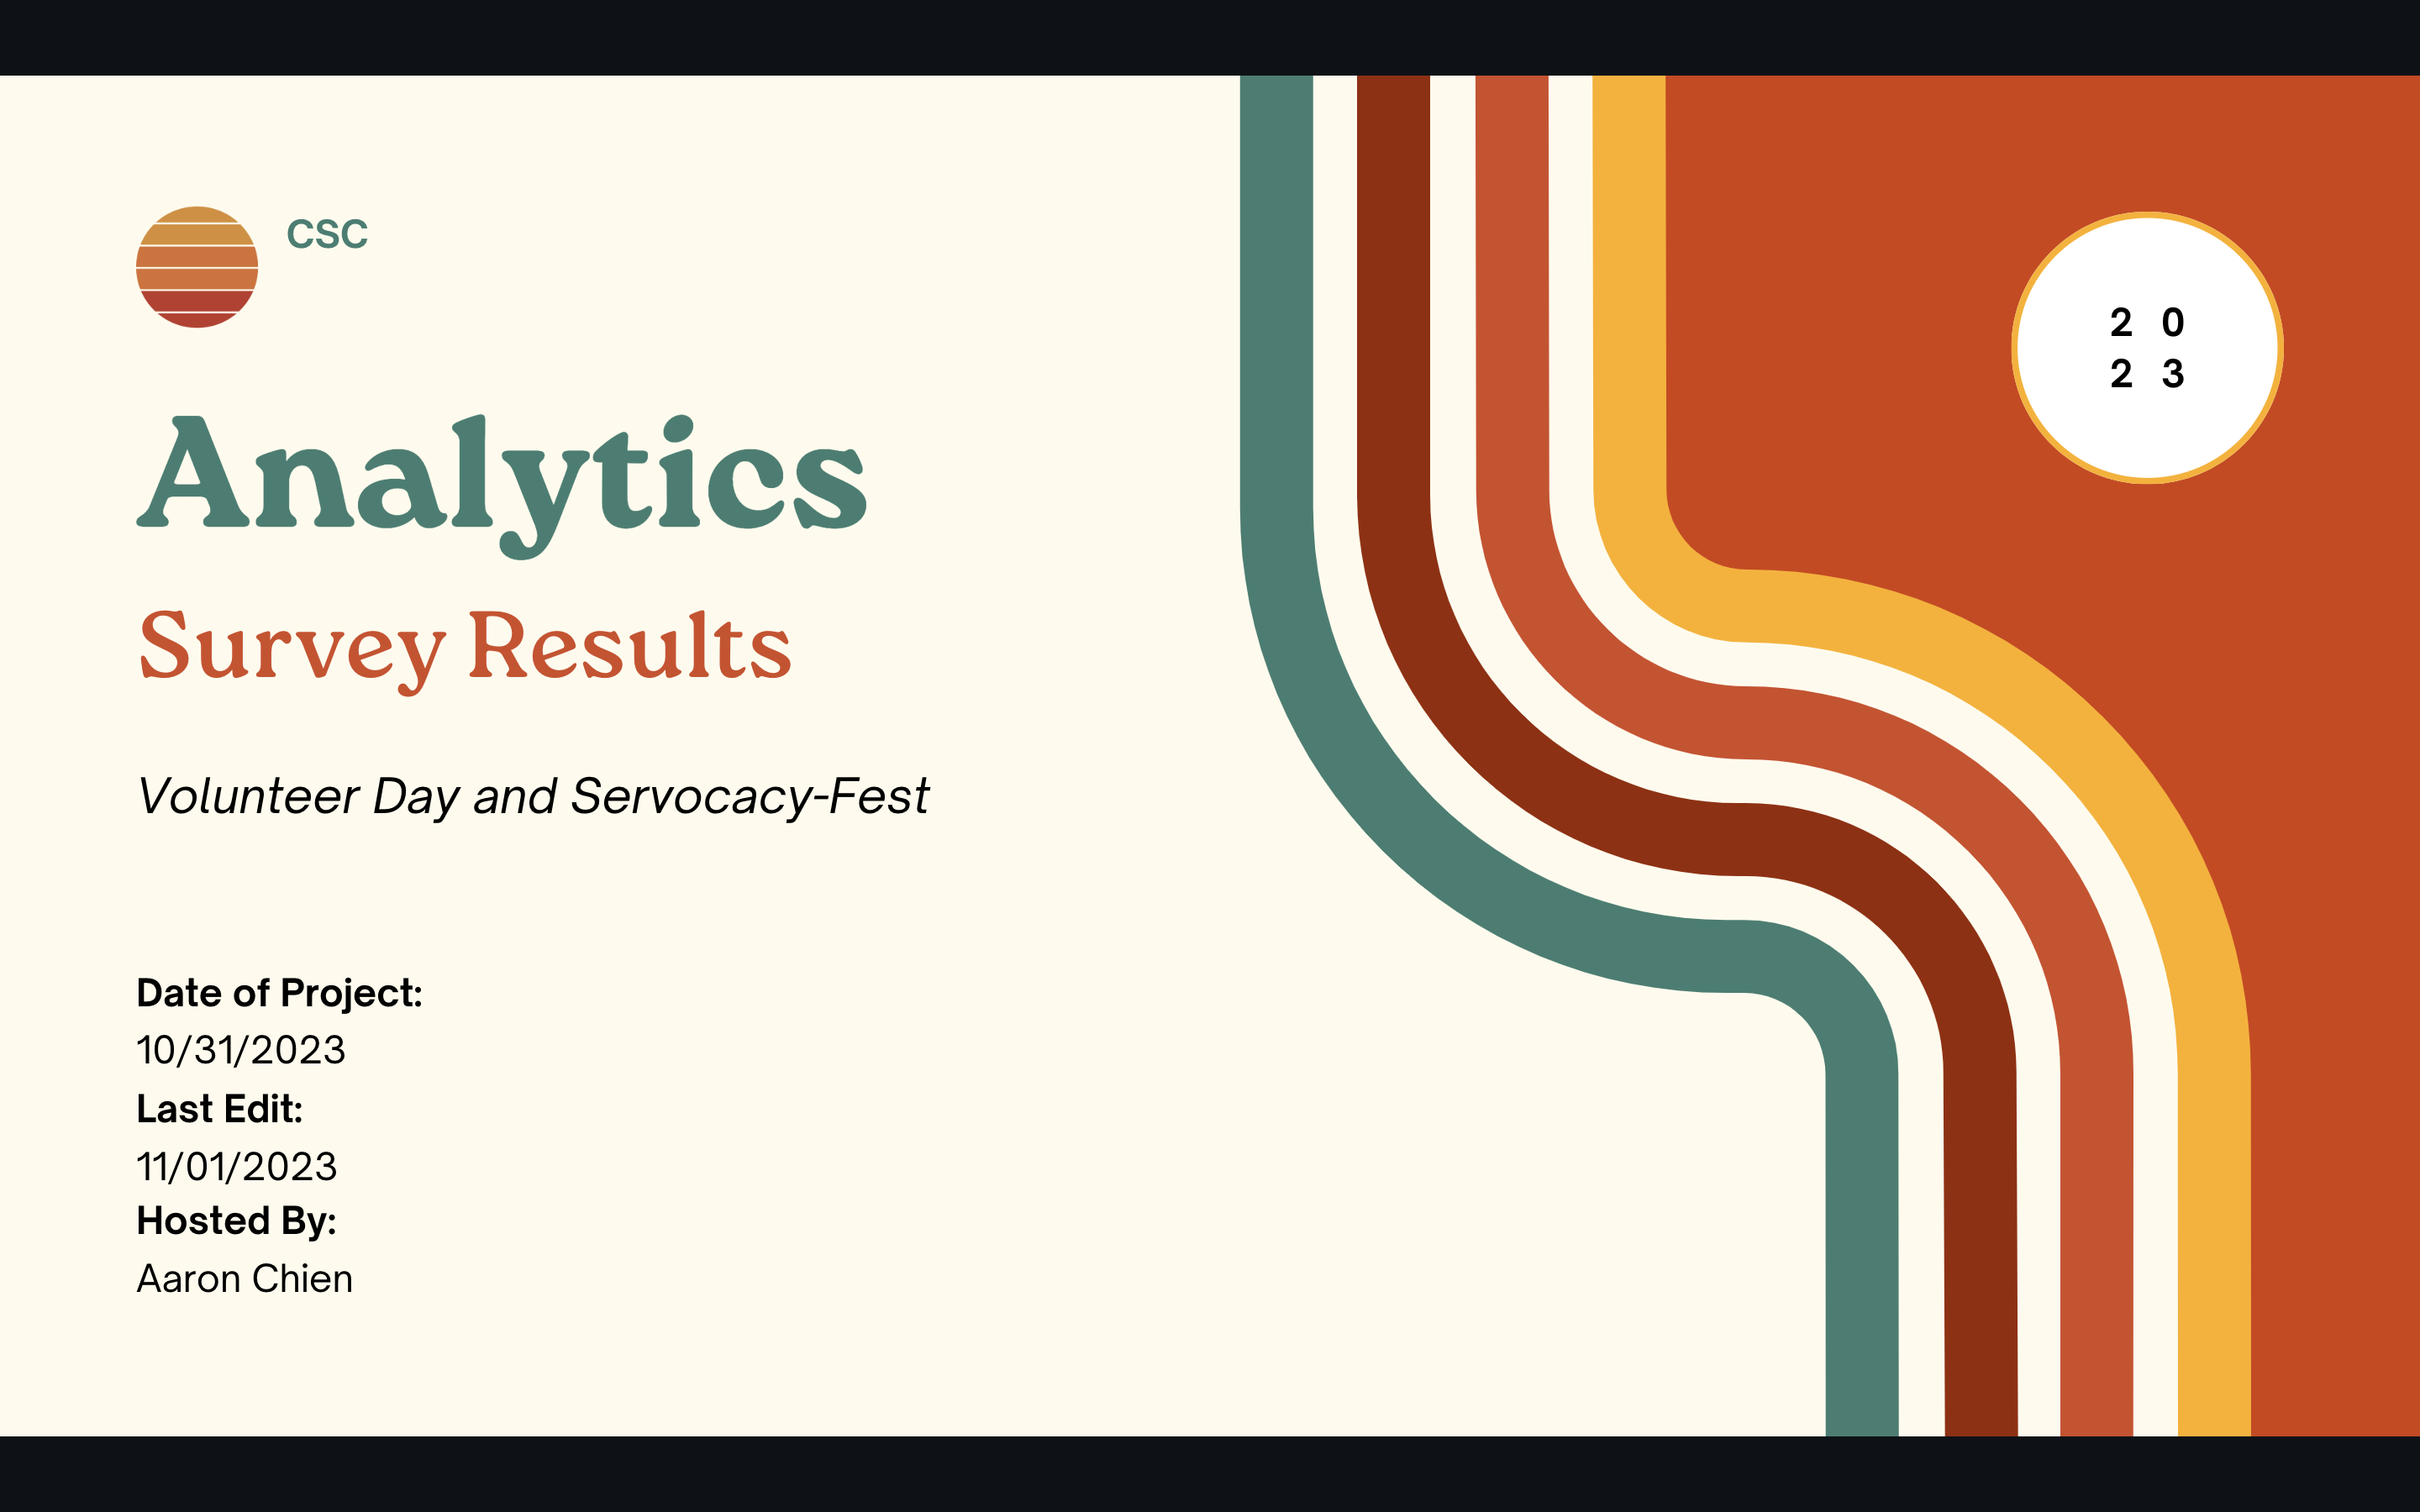 CSC
Analytics
Survey Results
Volunteer Day and Servocacy-Fest
Date of Project:
10/31/2023
Last Edit:
11/01/2023
Hosted By:
Aaron Chien
2 0
2 3